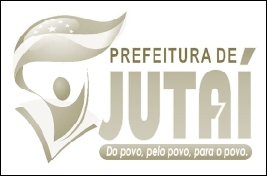 PREFEITURA DE
JUTAÍ
Do povo, pelo povo, para o povo.